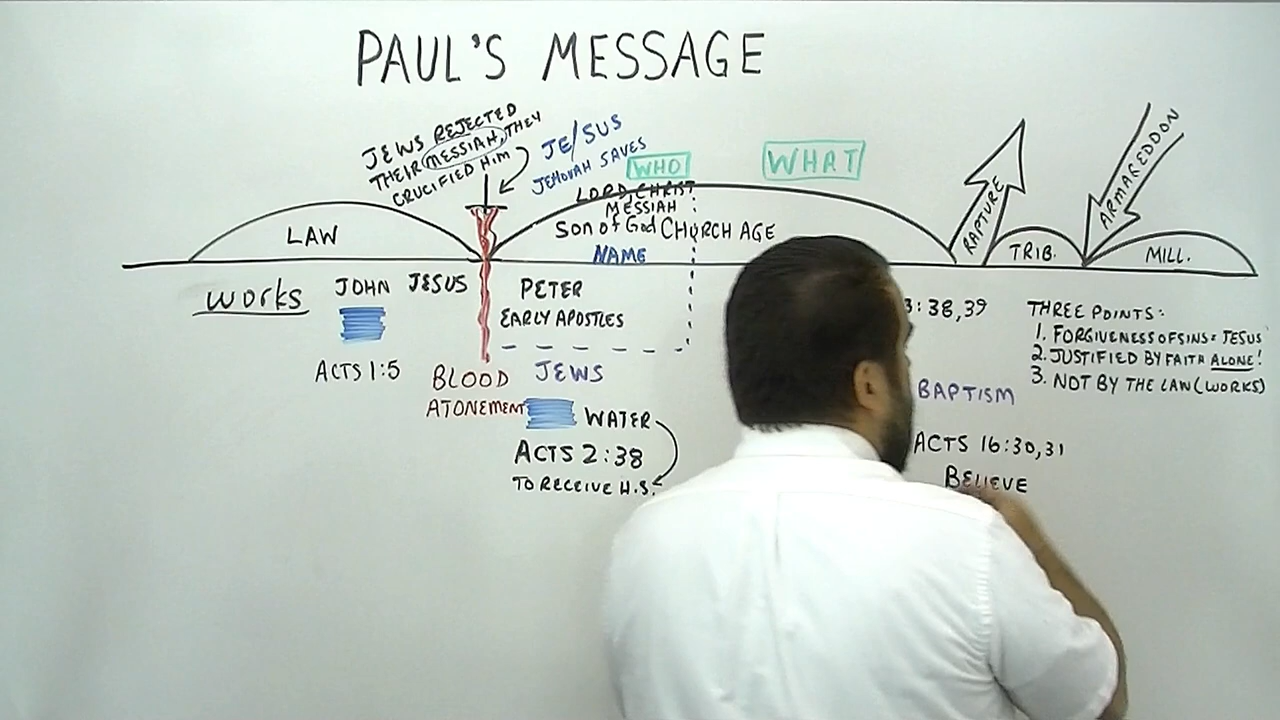 PAUL'S MESSAGE
JEWS REJECTED
THEIR MESSIAH, THEY
CRUCIFIED HIM
JE/SUS
JEHOVAH SAVES
WHO
WHAT
LORD, CHRIST
MESSIAH
Son of God
CHURCH AGE
NAME
LAW
RAPTURE
TRIB.
ARMAGEDDON
MILL.
WORKS
JOHN
JESUS
ACTS 1:5
PETER
EARLY APOSTLES
BLOOD
ATONEMENT
JEWS
WATER
ACTS 2:38
TO RECEIVE H.S.
:38,39
BAPTISM
ACTS 16:30,31
BELIEVE
THREE POINTS:
1. FORGIVENESS OF SINS = JESUS
2. JUSTIFIED BY FAITH ALONE!
3. NOT BY THE LAW (WORKS)